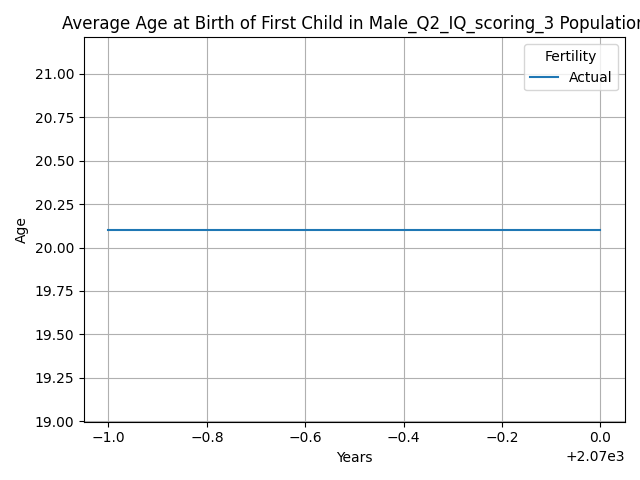 Average Age at Birth of First Child in Male_Q2_IQ_scoring_3 Population
Fertility
Actual
21.00
20.75
20.50
20.25
20.00
19.75
19.50
19.25
19.00
Age
−1.0 −0.8 −0.6 −0.4 −0.2 0.0
Years
+2.07e3